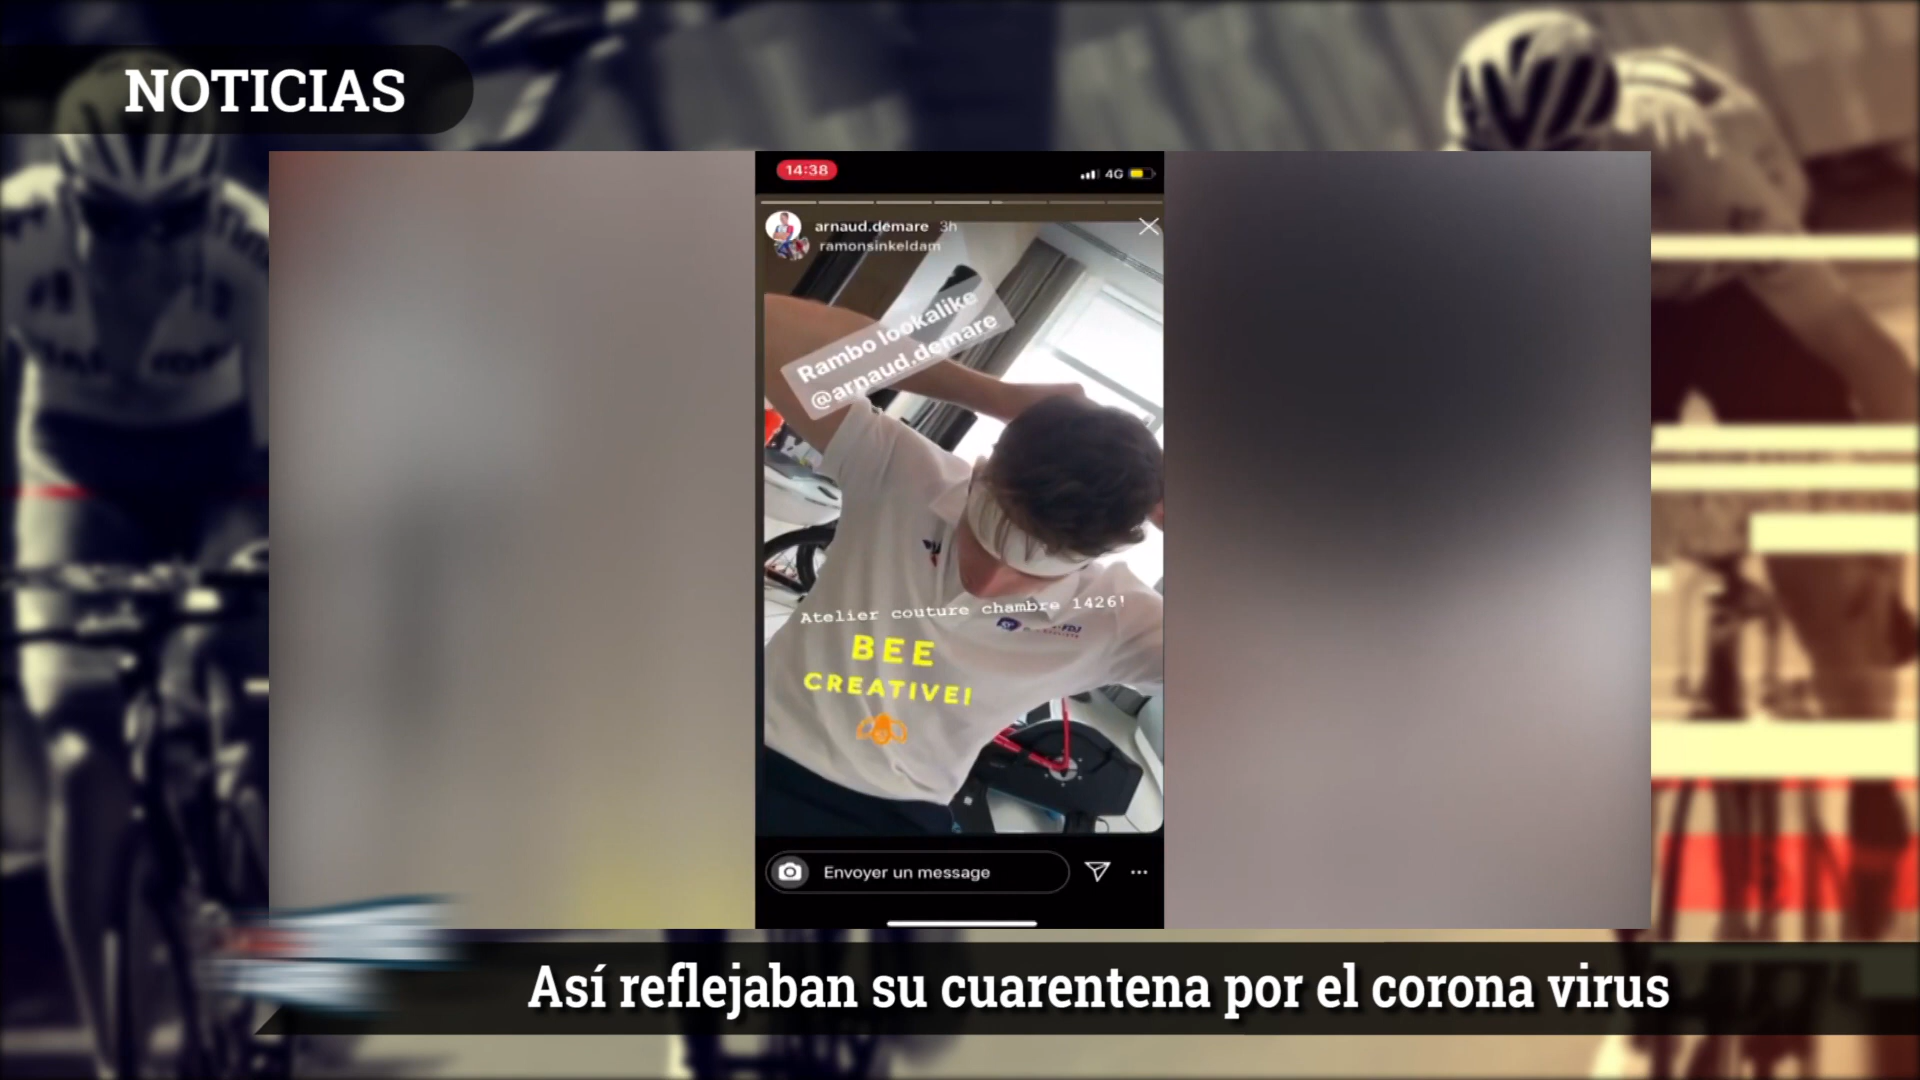 NOTICIAS
14:38
4G
arnaud.demare 3h
ramonsinkeldam
Rambo lookalike
@arnaud.demare
Atelier couture chambre 1426!
BEE
CREATIVE!
Envoyer un message
Así reflejaban su cuarentena por el corona virus